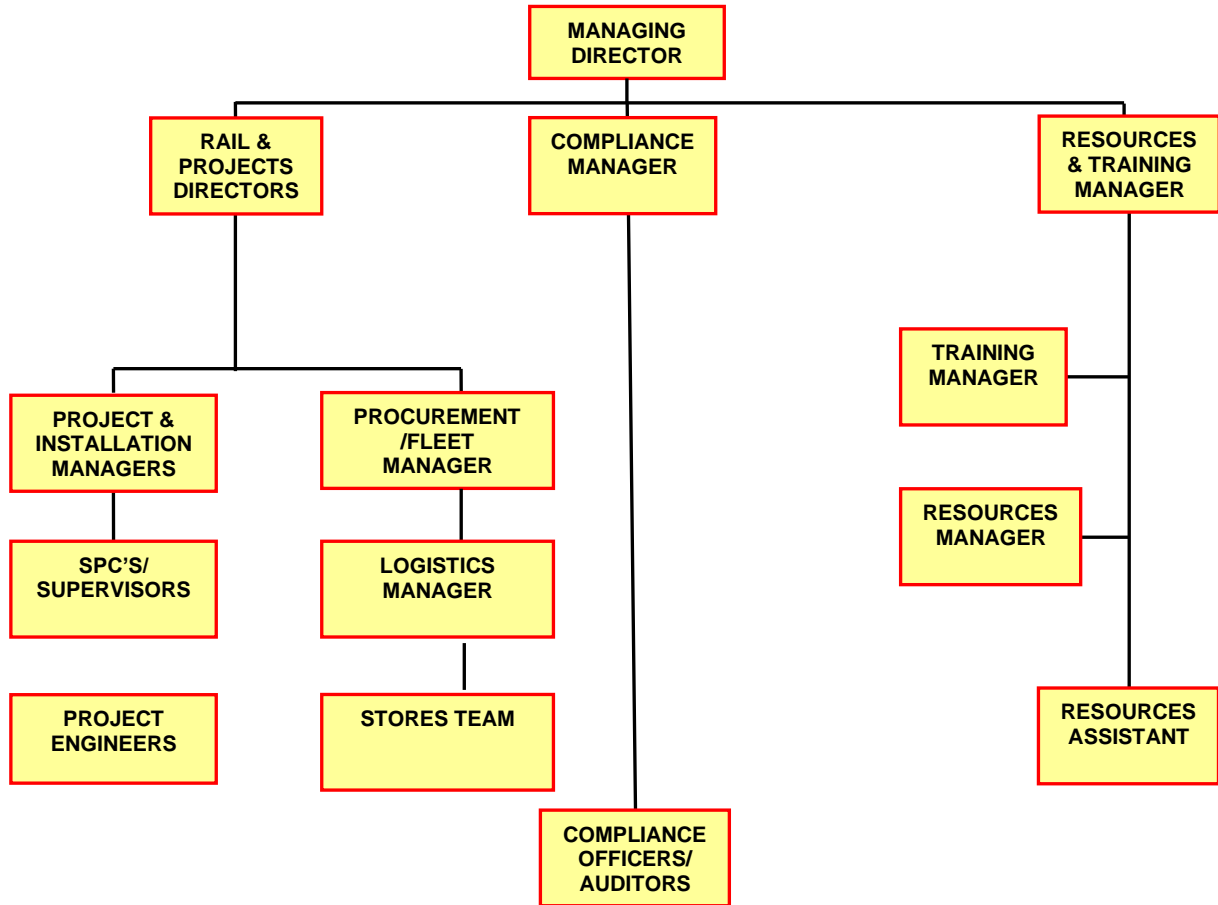 MANAGING
DIRECTOR
RAIL &
PROJECTS
DIRECTORS
COMPLIANCE
MANAGER
RESOURCES
& TRAINING
MANAGER
TRAINING
MANAGER
PROJECT &
INSTALLATION
MANAGERS
PROCUREMENT
/FLEET
MANAGER
RESOURCES
MANAGER
SPC’S/
SUPERVISORS
LOGISTICS
MANAGER
PROJECT
ENGINEERS
STORES TEAM
RESOURCES
ASSISTANT
COMPLIANCE
OFFICERS/
AUDITORS